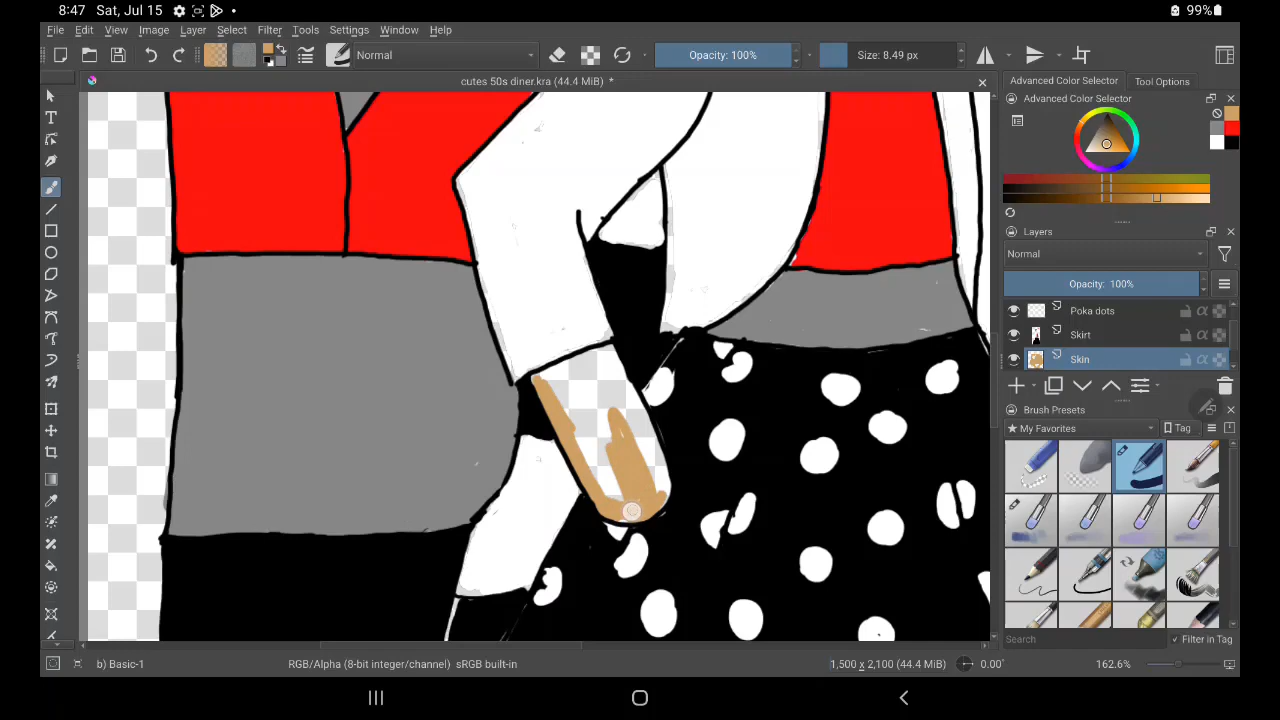 8:47 Sat, Jul 15 99%
File Edit View Image Layer Select Filter Tools Settings Window Help
Normal Opacity: 100% Size: 8.49 px
cutes 50s diner.kra (44.4 MiB) *
Advanced Color Selector Tool Options
Advanced Color Selector
Layers
Normal
Opacity: 100%
Poka dots
Skirt
Skin
Brush Presets
★ My Favorites Tag
Search Filter in Tag
b) Basic-1 RGB/Alpha (8-bit integer/channel) sRGB built-in 1,500 x 2,100 (44.4 MiB) 0.00° 162.6%